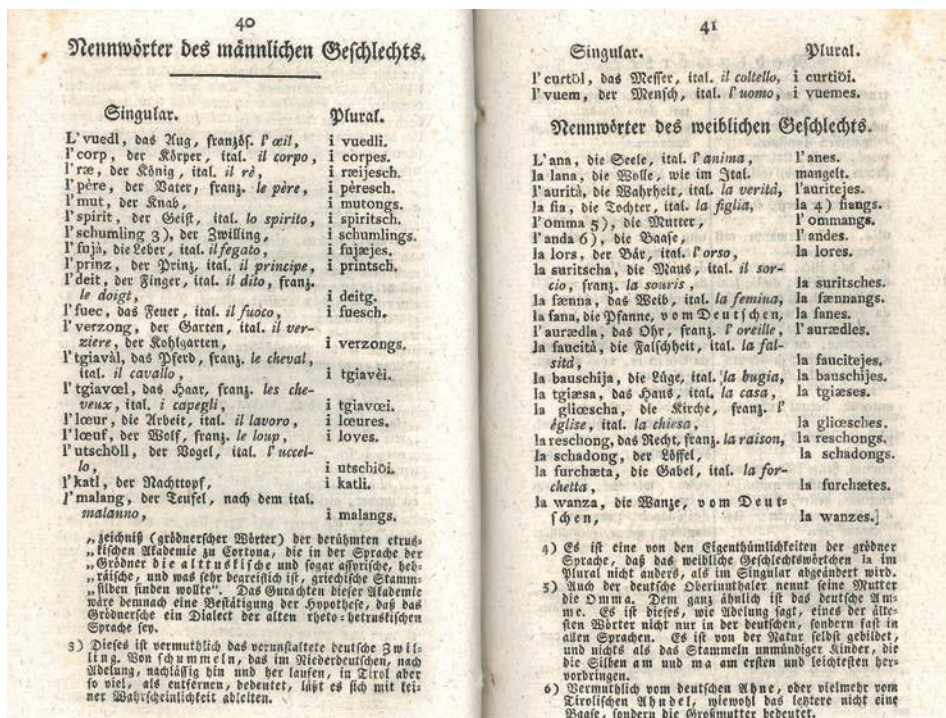 40
Nennwörter des männlichen Geschlechts.
Singular. Plural.
L'vuedl, das Aug, französ. l'œil, i vuedli.
l'corp, der Körper, ital. il corpo, i corpes.
l'ræ, der König, ital. il rè, i ræijesch.
l'père, der Vater, franz. le père, i pèresch.
l'mut, der Knab, i mutongs.
l'spirit, der Geist, ital. lo spirito, i spiritsch.
l'schumling 3), der Zwilling, i schumlings.
l'fujà, die Leber, ital. il fegato, i fujæjes.
l'prinz, der Prinz, ital. il principe, i printsch.
l'deit, der Finger, ital. il dito, franz.
le doigt, i deitg.
l'fuec, das Feuer, ital. il fuoco, i fuesch.
l'verzong, der Garten, ital. il ver-
ziere, der Kohlgarten, i verzongs.
l'tgiavàl, das Pferd, franz. le cheval,
ital. il cavallo, i tgiavèi.
l'tgiavœl, das Haar, franz. les che-
veux, ital. i capegli, i tgiavœi.
l'lœur, die Arbeit, ital. il lavoro, i lœures.
l'lœuf, der Wolf, franz. le loup, i loves.
l'utschöll, der Vogel, ital. l'uccel-
lo, i utschiöi.
l'katl, der Nachttopf, i katli.
l'malang, der Teufel, nach dem ital.
malanno, i malangs.
„zeichniß (grödnerscher Wörter) der berühmten etrus-
„kischen Akademie zu Cortona, die in der Sprache der
„Grödner die alttruskische und sogar assyrische, heb-
„räische, und was sehr begreiflich ist, griechische Stamm-
„silben finden wollte". Das Gutachten dieser Akademie
wäre demnach eine Bestätigung der Hypothese, daß das
Grödnersche ein Dialect der alten rheto-hetruskischen
Sprache sey.
3) Dieses ist vermuthlich das verunstaltete deutsche Zwil-
ling. Von schummeln, das im Niederdeutschen, nach
Adelung, nachläßig hin und her laufen, in Tirol aber
so viel, als entfernen, bedeutet, läßt es sich mit kei-
ner Wahrscheinlichkeit ableiten.
41
Singular. Plural.
l'curtöl, das Messer, ital. il coltello, i curtiöi.
l'vuem, der Mensch, ital. l'uomo, i vuemes.
Nennwörter des weiblichen Geschlechts.
L'ana, die Seele, ital. l'anima, l'anes.
la lana, die Wolle, wie im Ital. mangelt.
l'aurità, die Wahrheit, ital. la verità, l'auritejes.
la fia, die Tochter, ital. la figlia, la 4) fiangs.
l'omma 5), die Mutter, l'ommangs.
l'anda 6), die Baase, l'andes.
la lors, der Bär, ital. l'orso, la lores.
la suritscha, die Maus, ital. il sor-
cio, franz. la souris, la suritsches.
la fænna, das Weib, ital. la femina, la fænnangs.
la fana, die Pfanne, vom Deutschen, la fanes.
l'aurædla, das Ohr, franz. l'oreille, l'aurædles.
la faucità, die Falschheit, ital. la fal-
sità, la faucitejes.
la bauschija, die Lüge, ital. la bugia, la bauschijes.
la tgiæsa, das Haus, ital. la casa, la tgiæses.
la gliœscha, die Kirche, franz. l'
église, ital. la chiesa, la gliœsches.
la reschong, das Recht, franz. la raison, la reschongs.
la schadong, der Löffel, la schadongs.
la furchæta, die Gabel, ital. la for-
chetta, la furchætes.
la wanza, die Wanze, vom Deut-
schen, la wanzes.]
4) Es ist eine von den Eigenthümlichkeiten der grödner
Sprache, daß das weibliche Geschlechtswörtchen la im
Plural nicht anders, als im Singular abgeändert wird.
5) Auch der deutsche Oberinnthaler nennt seine Mutter
die Omma. Dem ganz ähnlich ist das deutsche Am-
me. Es ist dieses, wie Adelung sagt, eines der älte-
sten Wörter nicht nur in der deutschen, sondern fast in
allen Sprachen. Es ist von der Natur selbst gebildet,
und nichts als das Stammeln unmündiger Kinder, die
die Silben am und ma am ersten und leichtesten her-
vorbringen.
6) Vermuthlich vom deutschen Ahne, oder vielmehr vom
Tirolischen Ahndel, wiewohl das letztere nicht eine
Baase, sondern die Großmutter bedeutet.